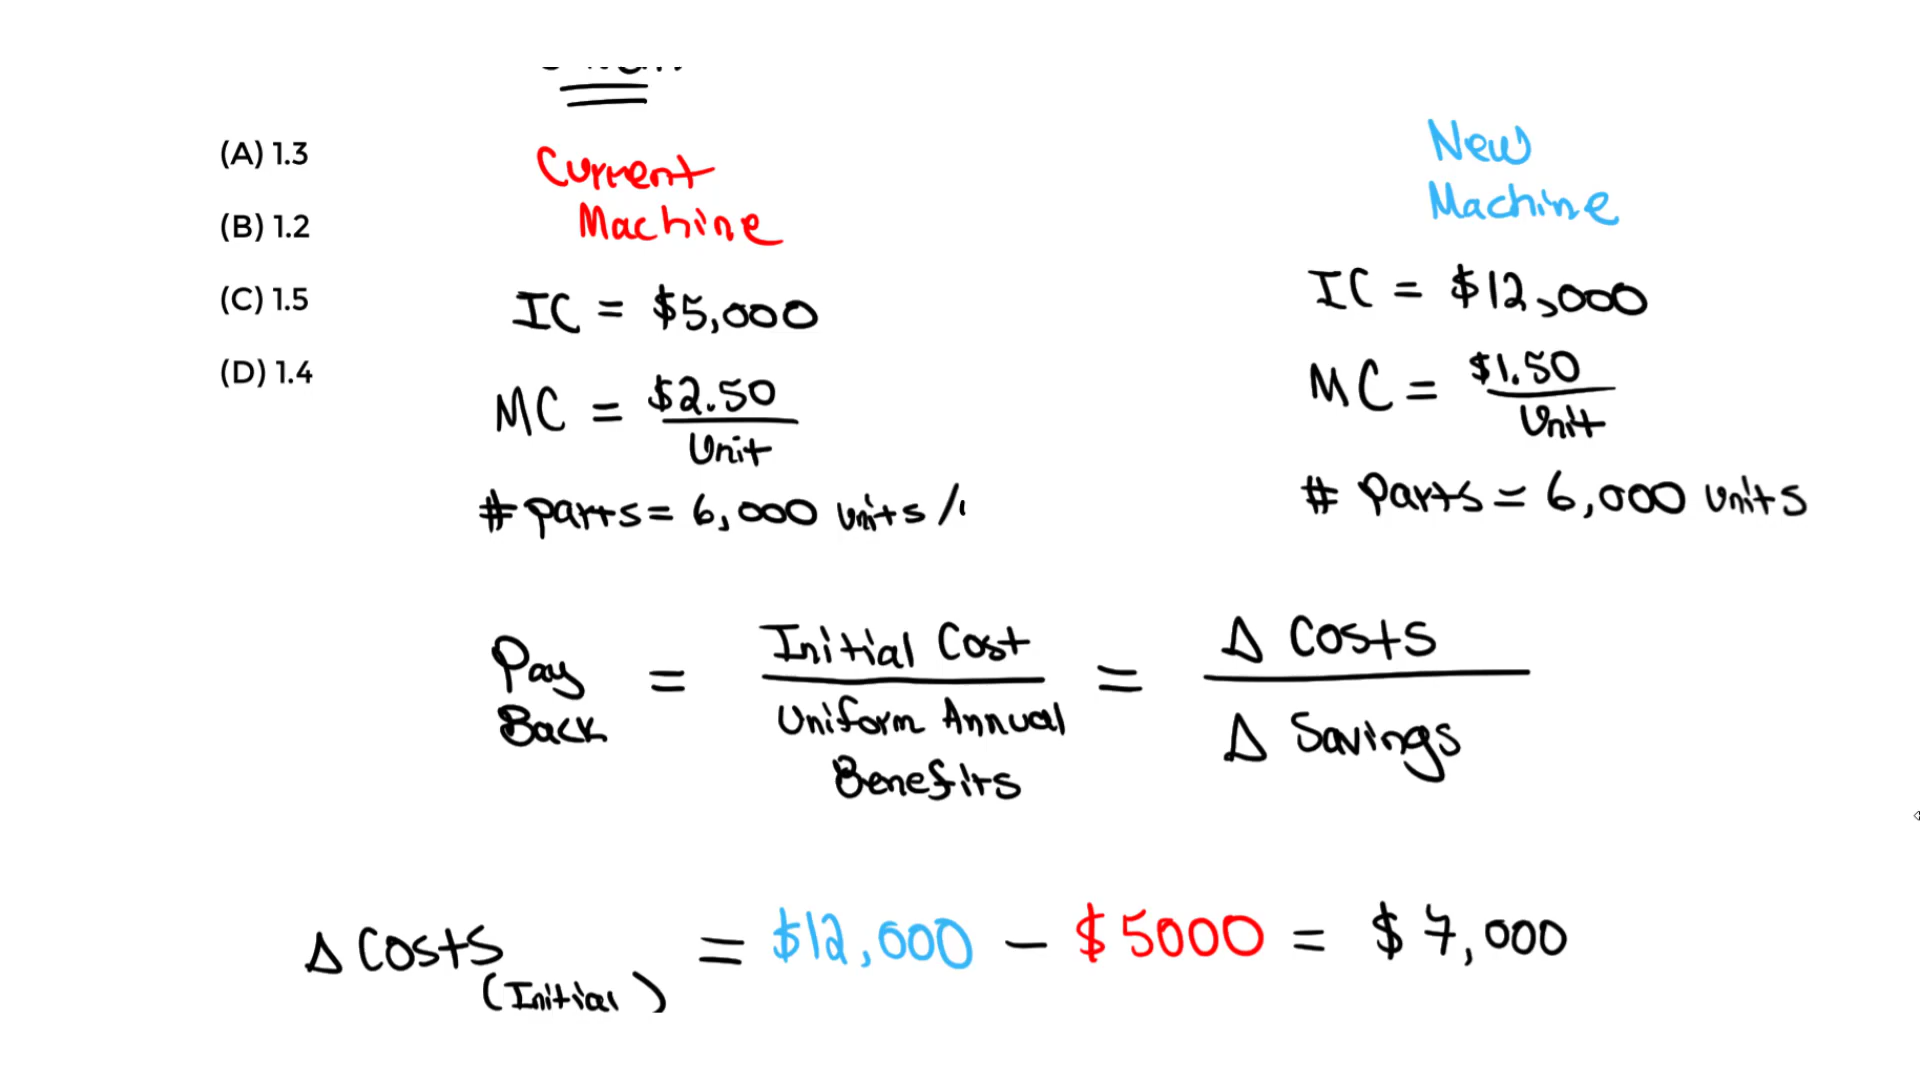 (A) 1.3
(B) 1.2
(C) 1.5
(D) 1.4
Current
Machine
IC = $5,000
MC = $2.50
Unit
# parts = 6,000 units /
New
Machine
IC = $12,000
MC = $1.50
Unit
# Parts = 6,000 units
Pay
Back
= Initial Cost
Uniform Annual
Benefits
= Δ Costs
Δ Savings
Δ Costs = $12,000 - $5000 = $7,000
(Initial)